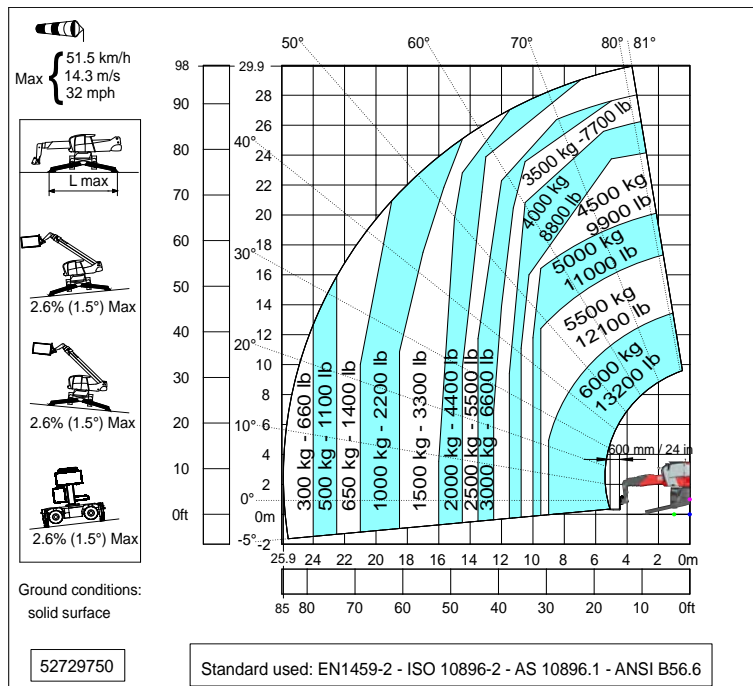 51.5 km/h
Max { 14.3 m/s
32 mph
L max
2.6% (1.5°) Max
2.6% (1.5°) Max
2.6% (1.5°) Max
Ground conditions:
solid surface
52729750
98
90
80
70
60
50
40
30
20
10
0ft
29.9
28
26
24
22
20
18
16
14
12
10
8
6
4
2
0m
-2
50°
60°
70°
80°
81°
40°
30°
20°
10°
0°
-5°
300 kg - 660 lb
500 kg - 1100 lb
650 kg - 1400 lb
1000 kg - 2200 lb
1500 kg - 3300 lb
2000 kg - 4400 lb
2500 kg - 5500 lb
3000 kg - 6600 lb
3500 kg -7700 lb
4000 kg
8800 lb
4500 kg
9900 lb
5000 kg
11000 lb
5500 kg
12100 lb
6000 kg
13200 lb
600 mm / 24 in
25.9 24 22 20 18 16 14 12 10 8 6 4 2 0m
85 80 70 60 50 40 30 20 10 0ft
Standard used: EN1459-2 - ISO 10896-2 - AS 10896.1 - ANSI B56.6